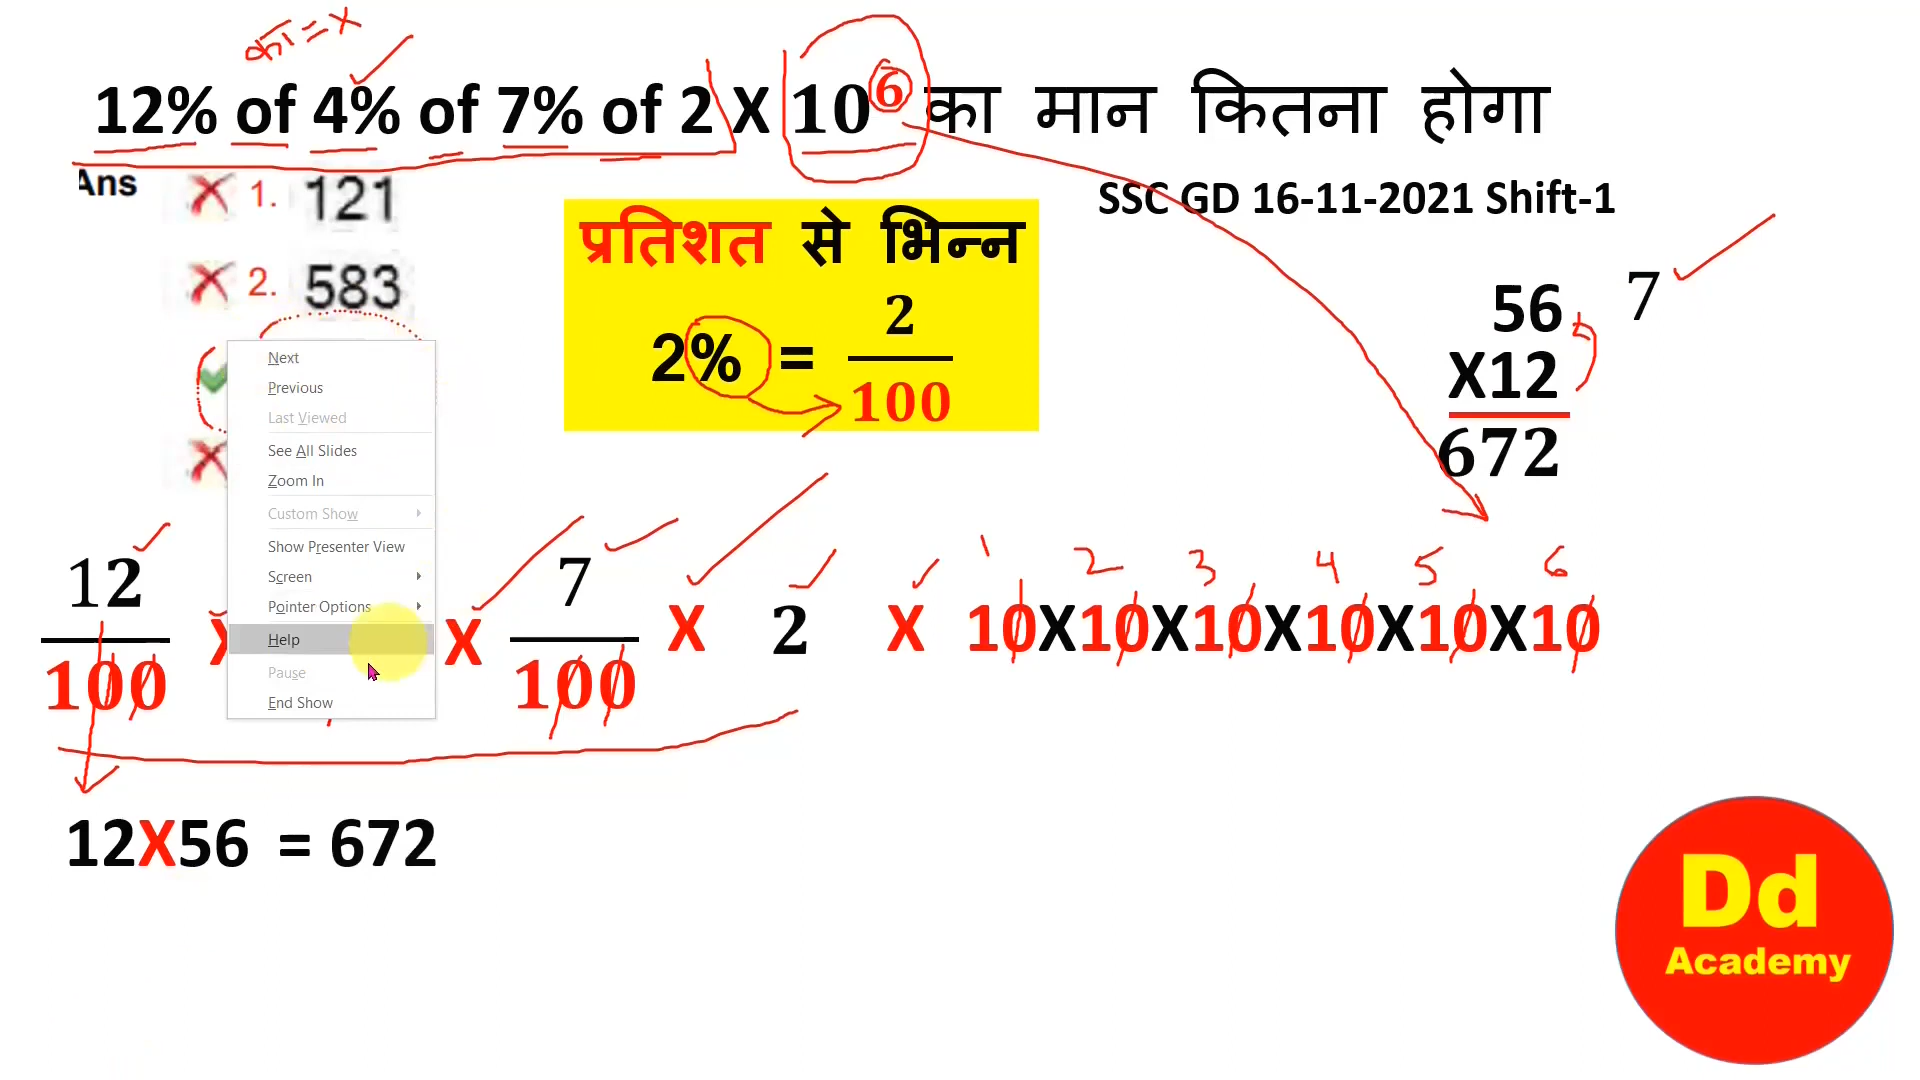 का = X
12% of 4% of 7% of 2 X 10⁶ का मान कितना होगा
SSC GD 16-11-2021 Shift-1
Ans
1. 121
2. 583
प्रतिशत से भिन्न
2% = 2/100
56
X12
672
7
Next
Previous
Last Viewed
See All Slides
Zoom In
Custom Show
Show Presenter View
Screen
Pointer Options
Help
Pause
End Show
1 2 3 4 5 6
12/100 X X 7/100 X 2 X 10X10X10X10X10X10
12X56 = 672
Dd
Academy